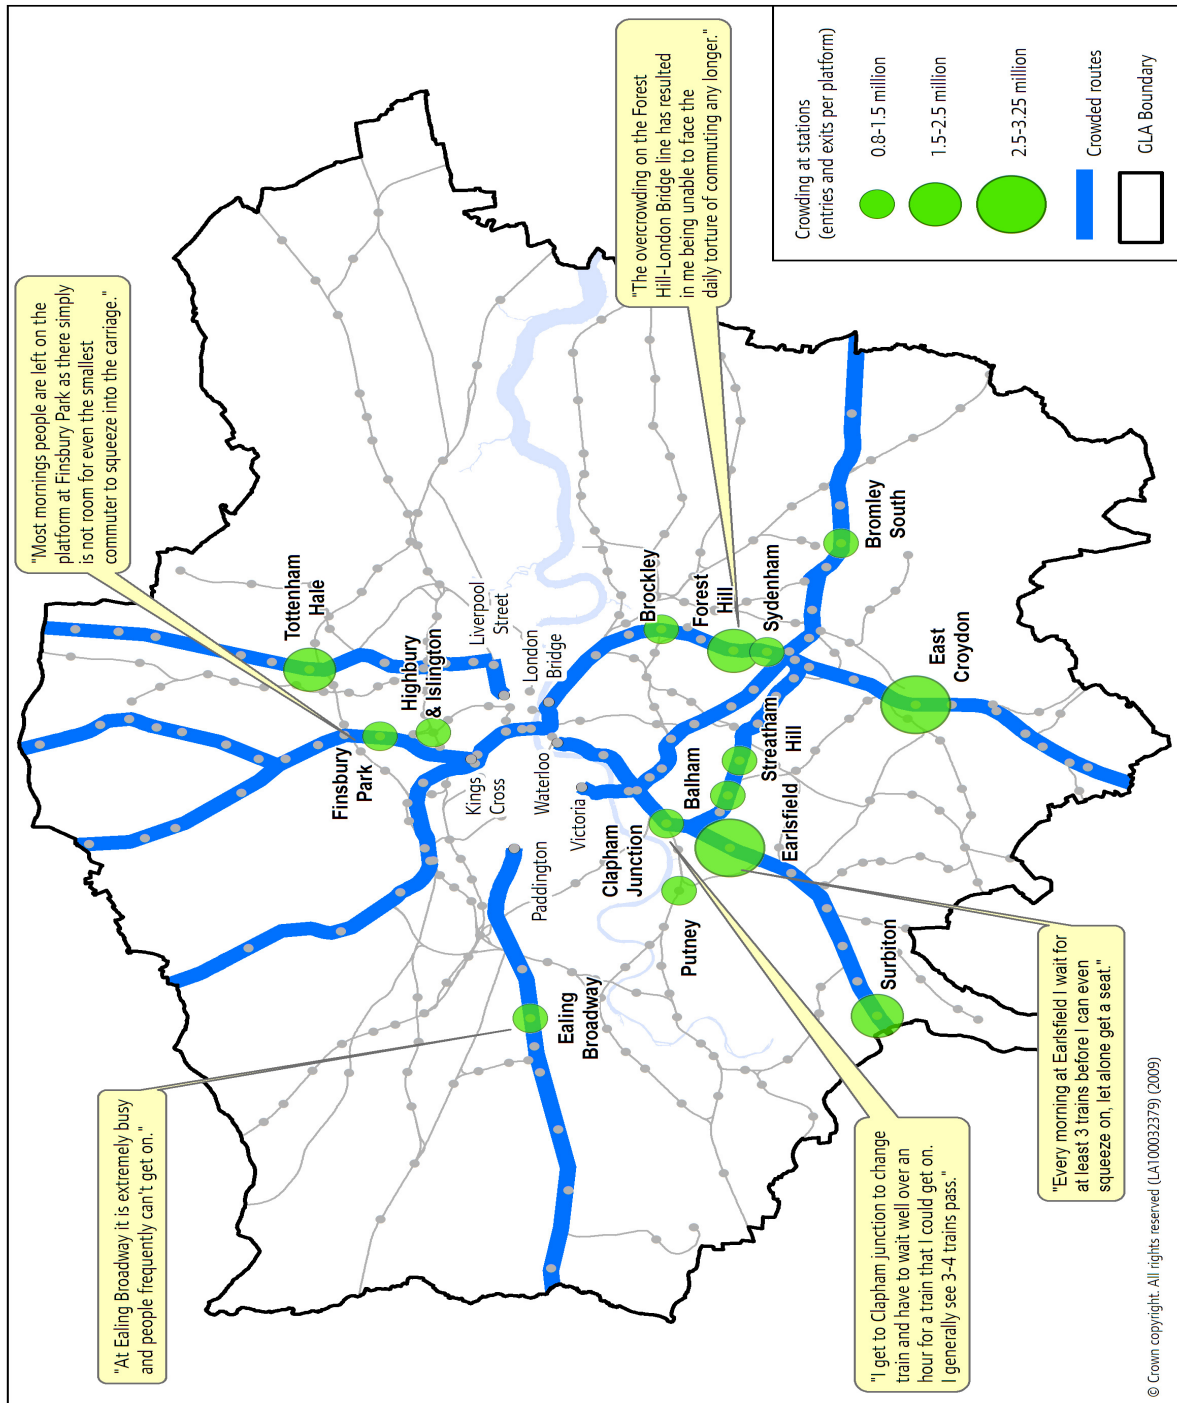 "At Ealing Broadway it is extremely busy
and people frequently can't get on."
"Most mornings people are left on the
platform at Finsbury Park as there simply
is not room for even the smallest
commuter to squeeze into the carriage."
"The overcrowding on the Forest
Hill-London Bridge line has resulted
in me being unable to face the
daily torture of commuting any longer."
"I get to Clapham junction to change
train and have to wait well over an
hour for a train that I could get on.
I generally see 3-4 trains pass."
"Every morning at Earlsfield I wait for
at least 3 trains before I can even
squeeze on, let alone get a seat."
Tottenham
Hale
Finsbury
Park
Highbury
& Islington
Liverpool
Street
Kings
Cross
London
Bridge
Paddington
Waterloo
Victoria
Ealing
Broadway
Clapham
Junction
Putney
Balham
Brockley
Forest
Hill
Sydenham
Streatham
Hill
Earlsfield
Surbiton
Bromley
South
East
Croydon
Crowding at stations
(entries and exits per platform)
0.8-1.5 million
1.5-2.5 million
2.5-3.25 million
Crowded routes
GLA Boundary
© Crown copyright. All rights reserved (LA100032379) (2009)